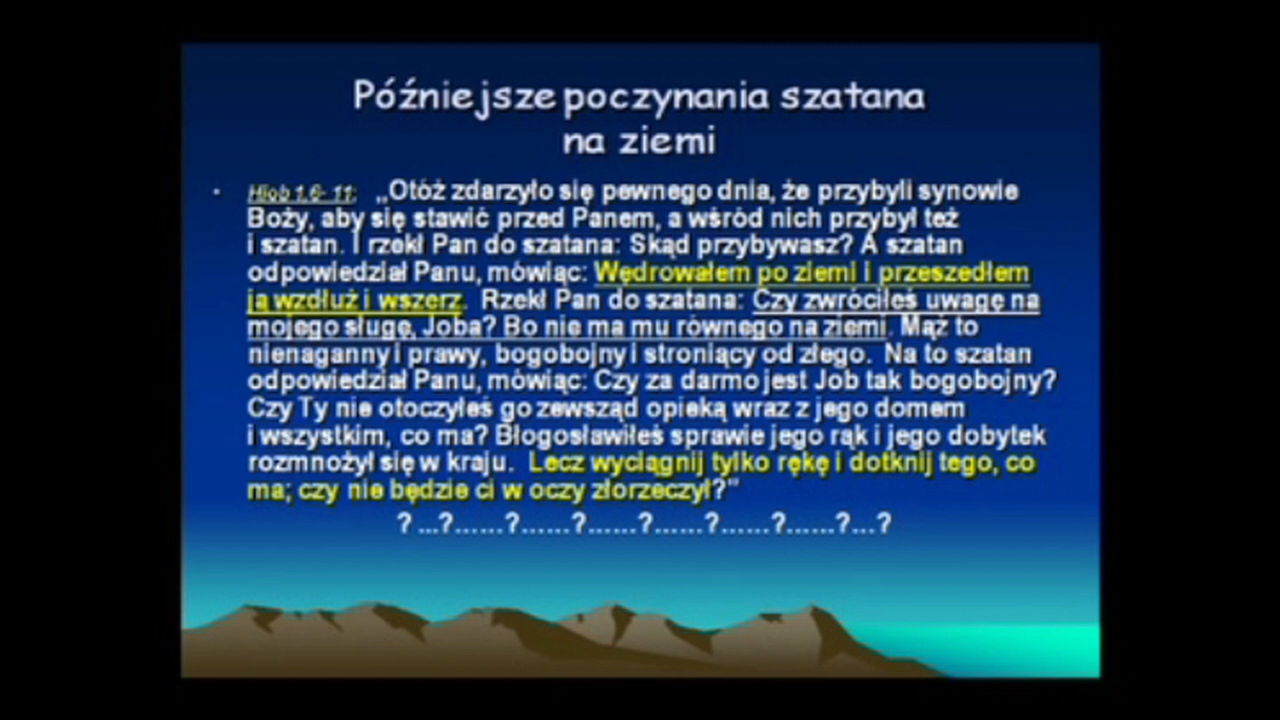 Późniejsze poczynania szatana
na ziemi
• Hiob 1,6- 11: „Otóż zdarzyło się pewnego dnia, że przybyli synowie
Boży, aby się stawić przed Panem, a wśród nich przybył też
i szatan. I rzekł Pan do szatana: Skąd przybywasz? A szatan
odpowiedział Panu, mówiąc: Wędrowałem po ziemi i przeszedłem
ją wzdłuż i wszerz. Rzekł Pan do szatana: Czy zwróciłeś uwagę na
mojego sługę, Joba? Bo nie ma mu równego na ziemi. Mąż to
nienaganny i prawy, bogobojny i stroniący od złego. Na to szatan
odpowiedział Panu, mówiąc: Czy za darmo jest Job tak bogobojny?
Czy Ty nie otoczyłeś go zewsząd opieką wraz z jego domem
i wszystkim, co ma? Błogosławiłeś sprawie jego rąk i jego dobytek
rozmnożył się w kraju. Lecz wyciągnij tylko rękę i dotknij tego, co
ma; czy nie będzie ci w oczy złorzeczył?"
? ...?......?......?......?......?......?......?...?